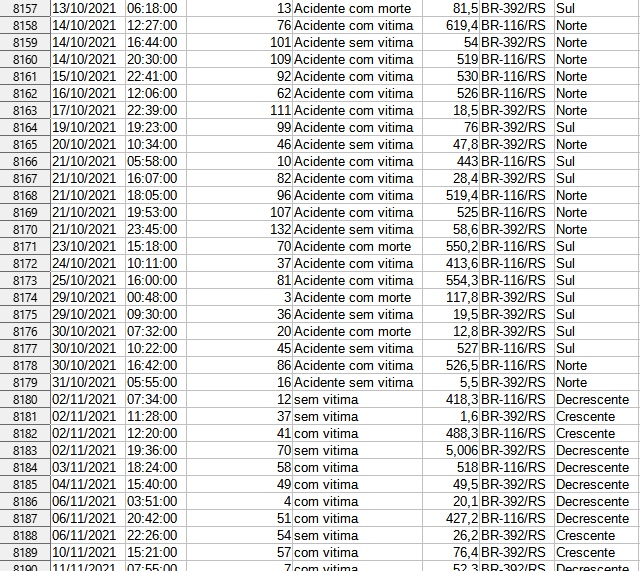 8157 13/10/2021 06:18:00 13 Acidente com morte 81,5 BR-392/RS Sul
8158 14/10/2021 12:27:00 76 Acidente com vitima 619,4 BR-116/RS Norte
8159 14/10/2021 16:44:00 101 Acidente sem vitima 54 BR-392/RS Norte
8160 14/10/2021 20:30:00 109 Acidente com vitima 519 BR-116/RS Norte
8161 15/10/2021 22:41:00 92 Acidente com vitima 530 BR-116/RS Norte
8162 16/10/2021 12:06:00 62 Acidente com vitima 526 BR-116/RS Norte
8163 17/10/2021 22:39:00 111 Acidente com vitima 18,5 BR-392/RS Norte
8164 19/10/2021 19:23:00 99 Acidente com vitima 76 BR-392/RS Sul
8165 20/10/2021 10:34:00 46 Acidente sem vitima 47,8 BR-392/RS Norte
8166 21/10/2021 05:58:00 10 Acidente com vitima 443 BR-116/RS Sul
8167 21/10/2021 16:07:00 82 Acidente com vitima 28,4 BR-392/RS Sul
8168 21/10/2021 18:05:00 96 Acidente com vitima 519,4 BR-116/RS Norte
8169 21/10/2021 19:53:00 107 Acidente com vitima 525 BR-116/RS Norte
8170 21/10/2021 23:45:00 132 Acidente sem vitima 58,6 BR-392/RS Norte
8171 23/10/2021 15:18:00 70 Acidente com morte 550,2 BR-116/RS Sul
8172 24/10/2021 10:11:00 37 Acidente com vitima 413,6 BR-116/RS Sul
8173 25/10/2021 16:00:00 81 Acidente com vitima 554,3 BR-116/RS Sul
8174 29/10/2021 00:48:00 3 Acidente com morte 117,8 BR-392/RS Sul
8175 29/10/2021 09:30:00 36 Acidente sem vitima 19,5 BR-392/RS Sul
8176 30/10/2021 07:32:00 20 Acidente com morte 12,8 BR-392/RS Sul
8177 30/10/2021 10:22:00 45 Acidente sem vitima 527 BR-116/RS Sul
8178 30/10/2021 16:42:00 86 Acidente com vitima 526,5 BR-116/RS Norte
8179 31/10/2021 05:55:00 16 Acidente sem vitima 5,5 BR-392/RS Norte
8180 02/11/2021 07:34:00 12 sem vitima 418,3 BR-116/RS Decrescente
8181 02/11/2021 11:28:00 37 sem vitima 1,6 BR-392/RS Crescente
8182 02/11/2021 12:20:00 41 com vitima 488,3 BR-116/RS Crescente
8183 02/11/2021 19:36:00 70 sem vitima 5,006 BR-392/RS Decrescente
8184 03/11/2021 18:24:00 58 com vitima 518 BR-116/RS Decrescente
8185 04/11/2021 15:40:00 49 com vitima 49,5 BR-392/RS Decrescente
8186 06/11/2021 03:51:00 4 com vitima 20,1 BR-392/RS Decrescente
8187 06/11/2021 20:42:00 51 com vitima 427,2 BR-116/RS Decrescente
8188 06/11/2021 22:26:00 54 sem vitima 26,2 BR-392/RS Crescente
8189 10/11/2021 15:21:00 57 com vitima 76,4 BR-392/RS Crescente
8190 11/11/2021 07:55:00 7 com vitima 52,3 BR-392/RS Decrescente